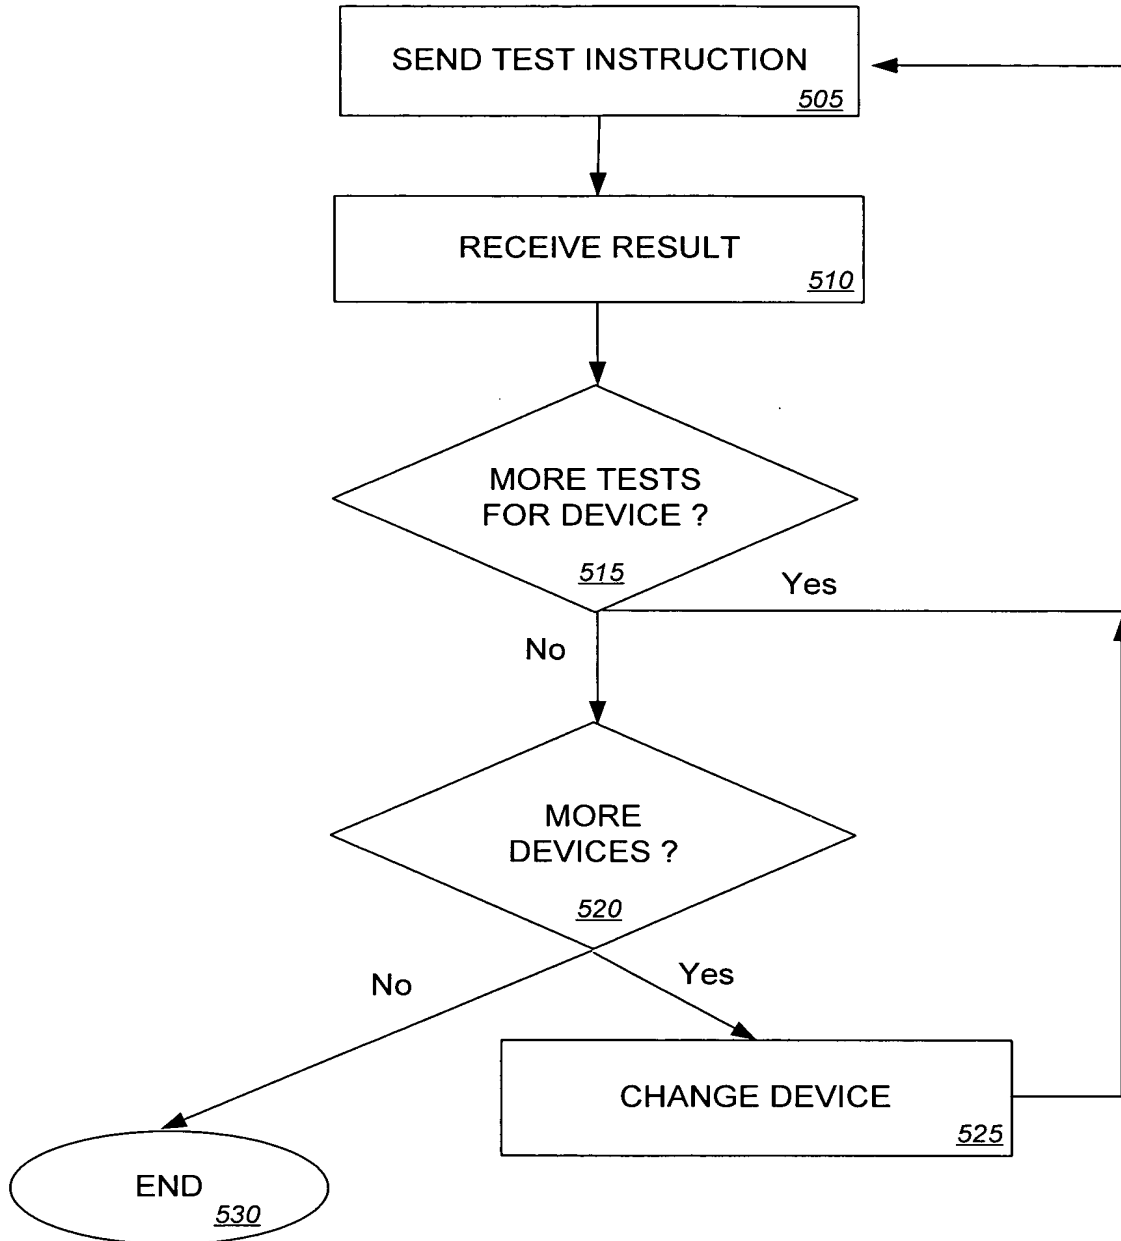 SEND TEST INSTRUCTION
505
RECEIVE RESULT
510
MORE TESTS
FOR DEVICE ?
515
Yes
No
MORE
DEVICES ?
520
No
Yes
CHANGE DEVICE
525
END
530